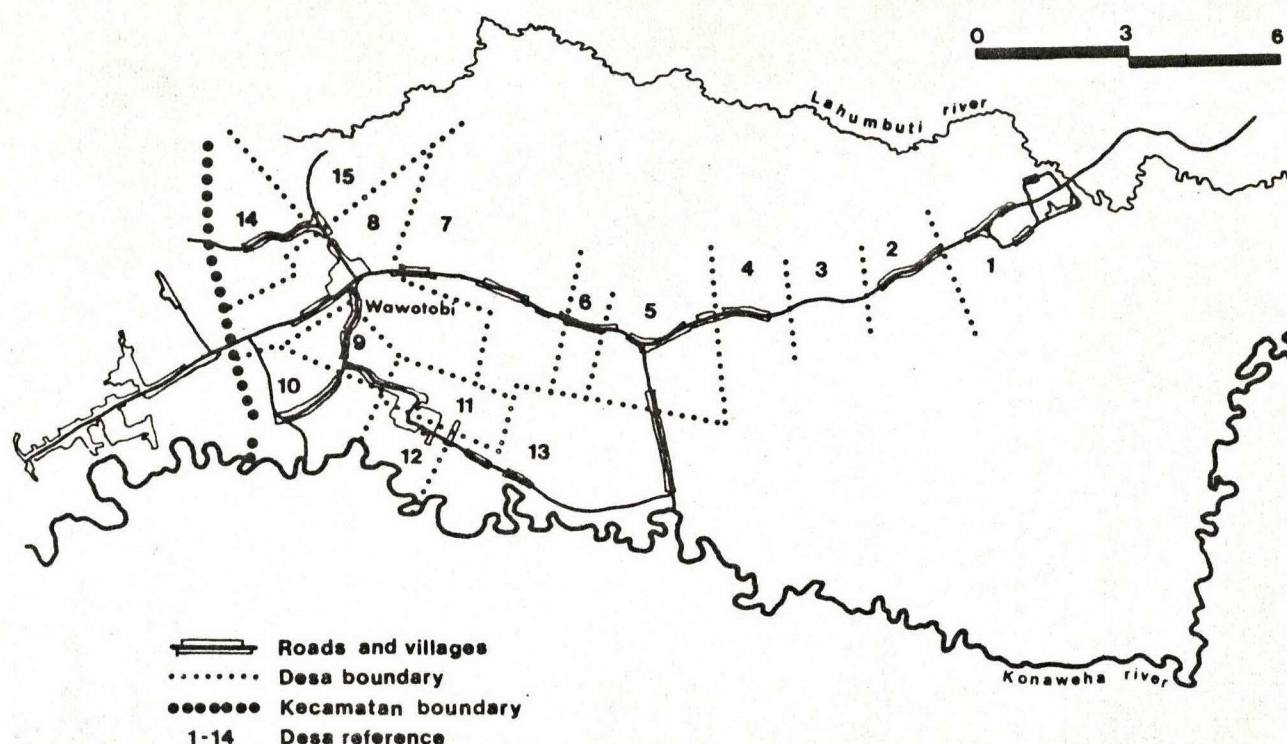 0 3 6
Lahumbuti river
15
14
8
7
2
1
4
3
6
5
Wawotobi
9
10
11
12
13
Konaweha river
Roads and villages
Desa boundary
Kecamatan boundary
1-14 Desa reference